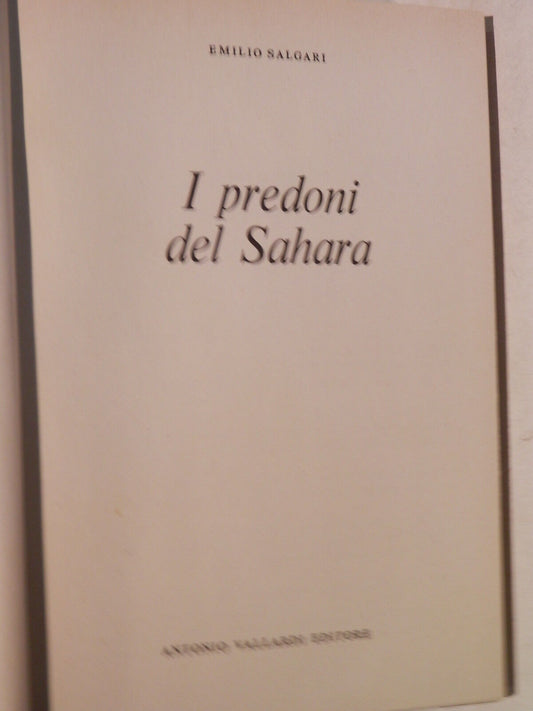 EMILIO SALGARI
I predoni
del Sahara
ANTONIO VALLARDI EDITORE